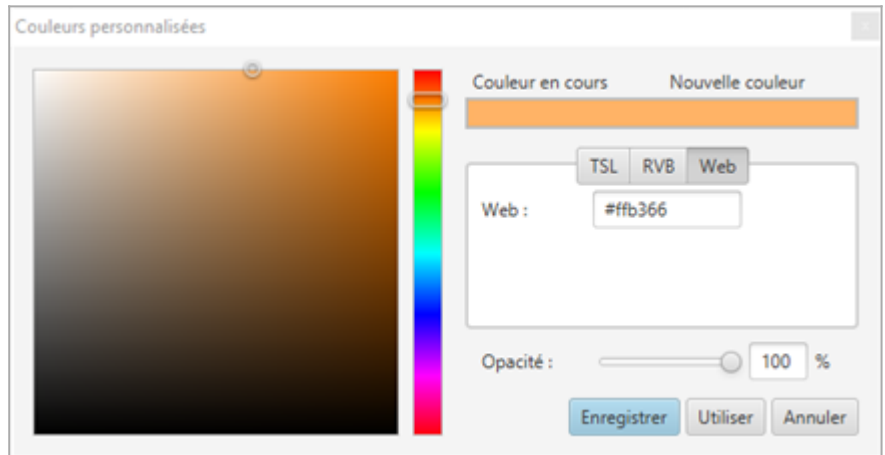 Couleurs personnalisées
Couleur en cours Nouvelle couleur
TSL RVB Web
Web : #ffb366
Opacité : 100 %
Enregistrer Utiliser Annuler